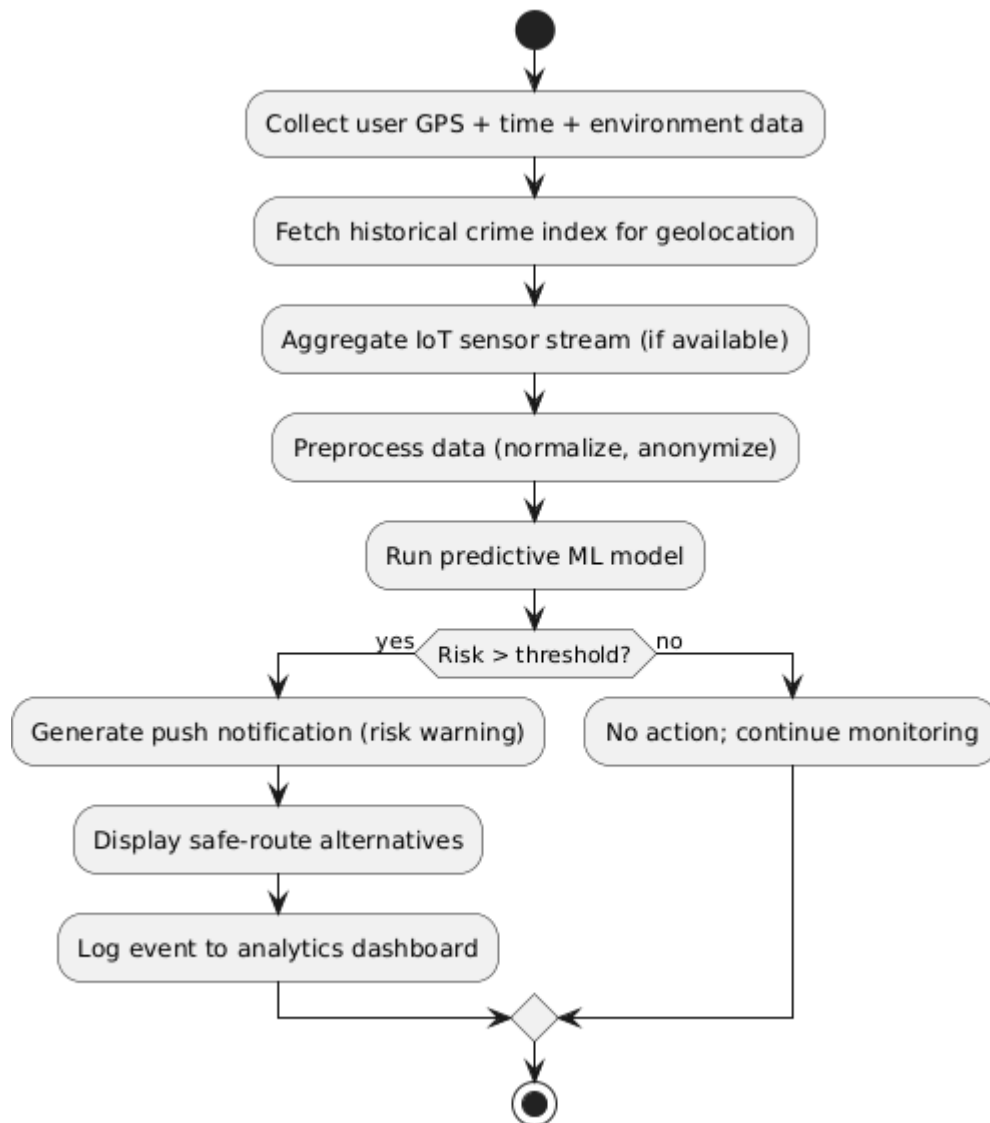 Collect user GPS + time + environment data
Fetch historical crime index for geolocation
Aggregate IoT sensor stream (if available)
Preprocess data (normalize, anonymize)
Run predictive ML model
yes
Risk > threshold?
no
Generate push notification (risk warning)
No action; continue monitoring
Display safe-route alternatives
Log event to analytics dashboard